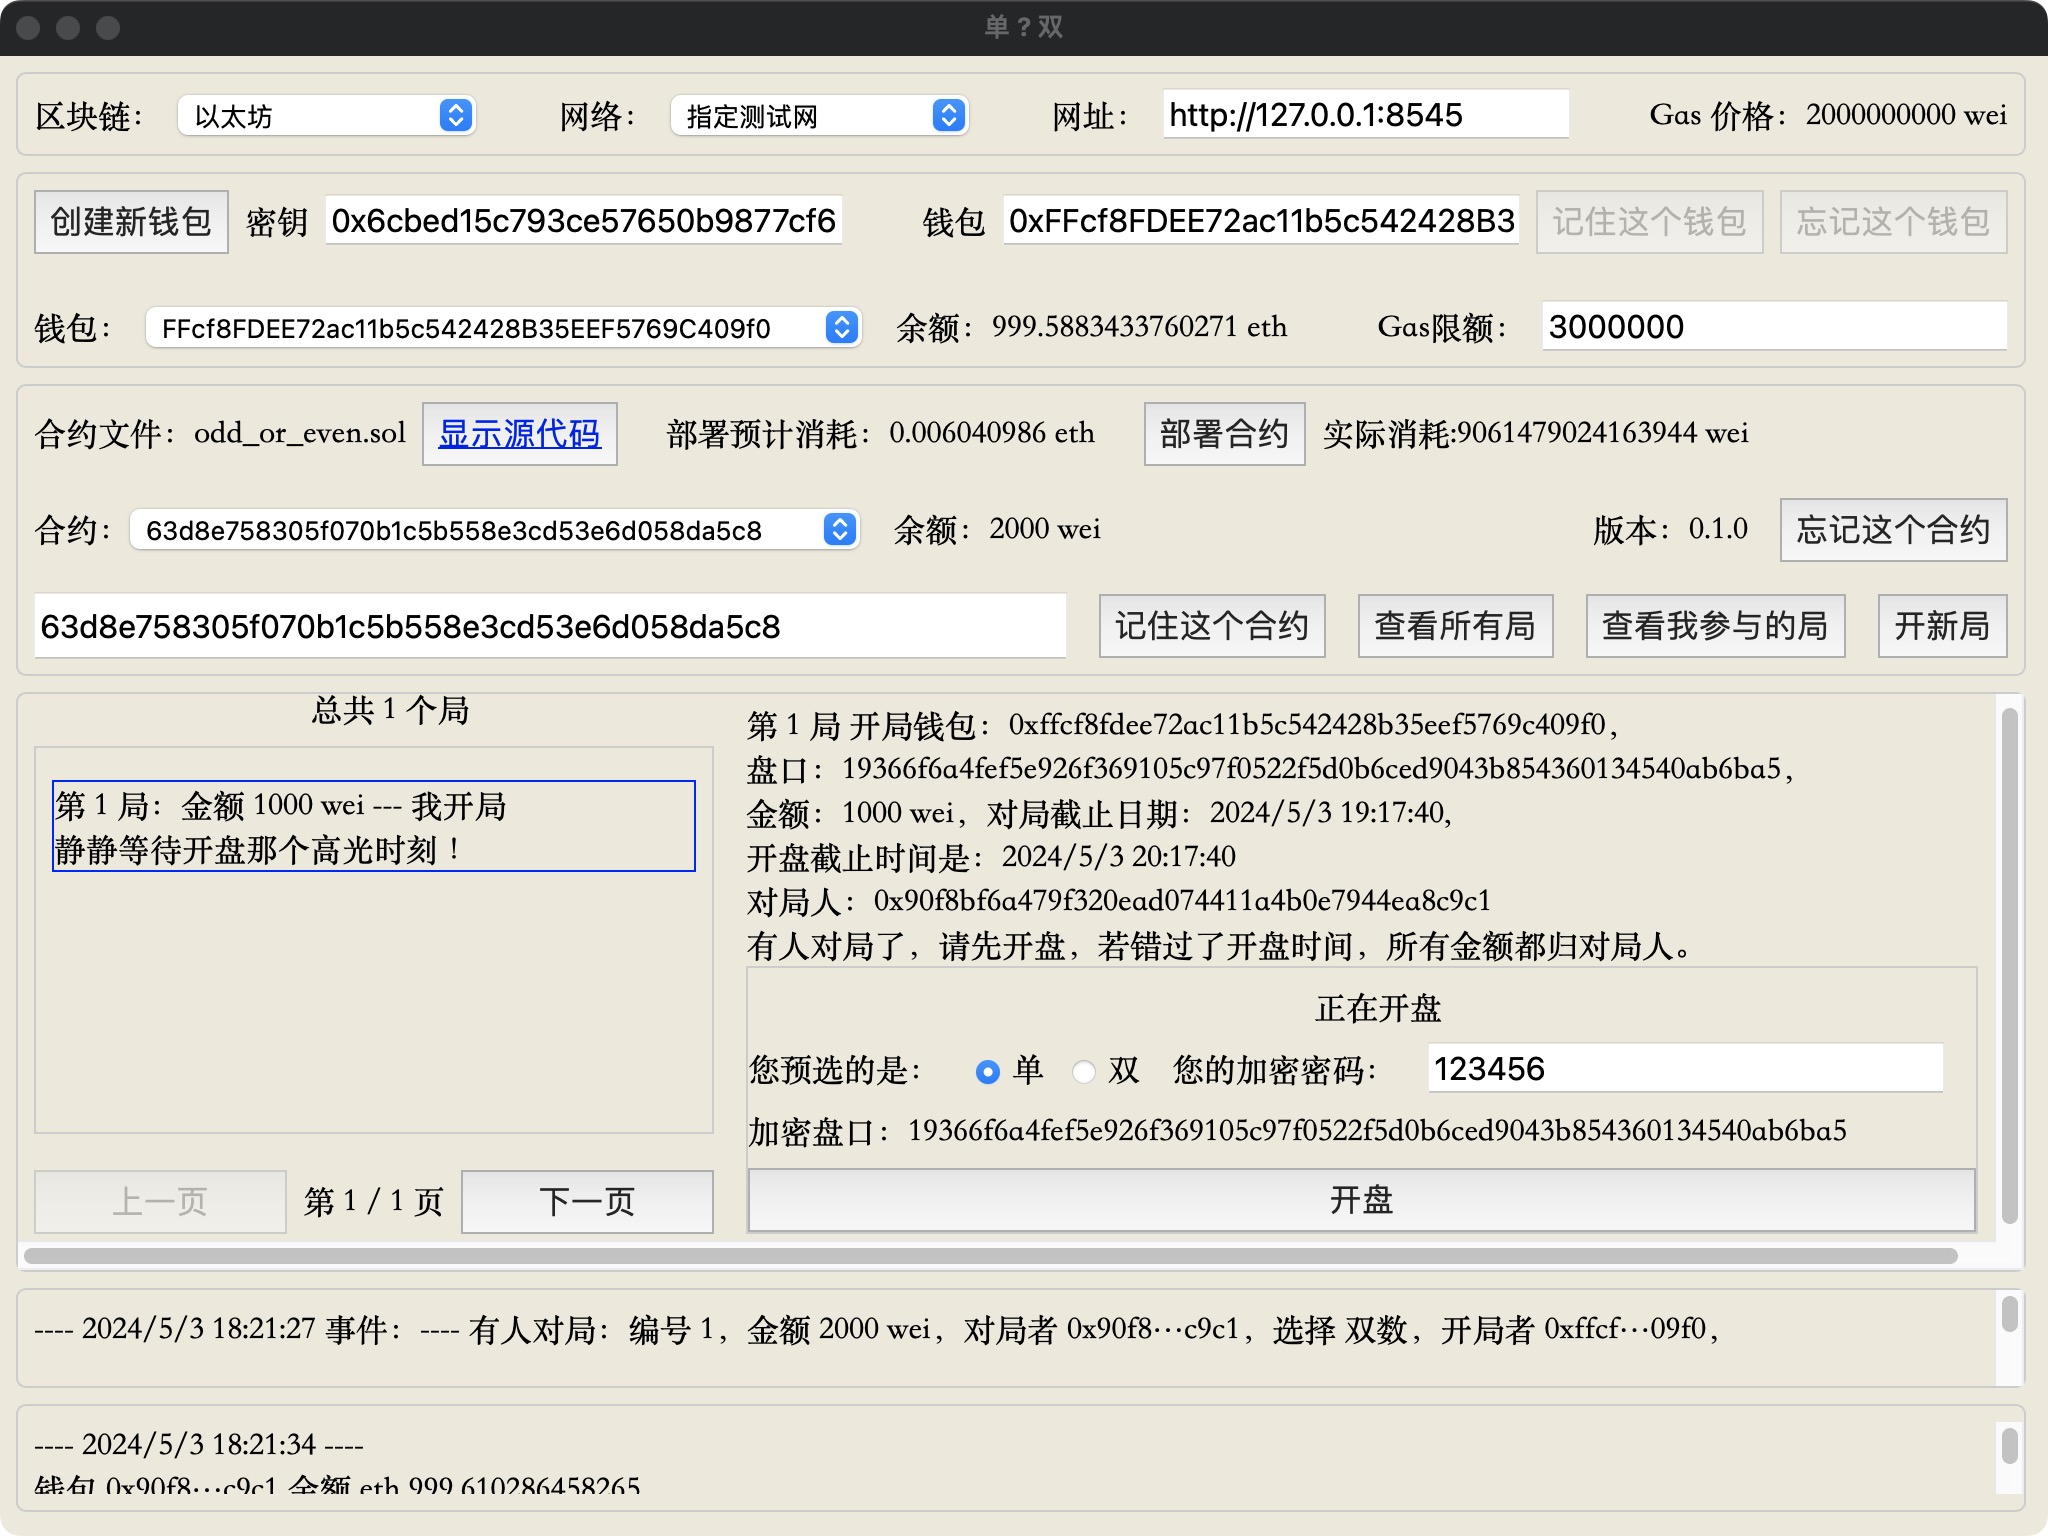 单？双
区块链： 以太坊 网络： 指定测试网 网址： http://127.0.0.1:8545 Gas 价格： 2000000000 wei
创建新钱包 密钥 0x6cbed15c793ce57650b9877cf6 钱包 0xFFcf8FDEE72ac11b5c542428B3 记住这个钱包 忘记这个钱包
钱包： FFcf8FDEE72ac11b5c542428B35EEF5769C409f0 余额： 999.5883433760271 eth Gas限额： 3000000
合约文件： odd_or_even.sol 显示源代码 部署预计消耗： 0.006040986 eth 部署合约 实际消耗:9061479024163944 wei
合约： 63d8e758305f070b1c5b558e3cd53e6d058da5c8 余额： 2000 wei 版本： 0.1.0 忘记这个合约
63d8e758305f070b1c5b558e3cd53e6d058da5c8 记住这个合约 查看所有局 查看我参与的局 开新局
总共 1 个局
第 1 局： 金额 1000 wei --- 我开局
静静等待开盘那个高光时刻！
上一页 第 1 / 1 页 下一页
第 1 局 开局钱包： 0xffcf8fdee72ac11b5c542428b35eef5769c409f0，
盘口： 19366f6a4fef5e926f369105c97f0522f5d0b6ced9043b854360134540ab6ba5，
金额： 1000 wei，对局截止日期： 2024/5/3 19:17:40,
开盘截止时间是： 2024/5/3 20:17:40
对局人： 0x90f8bf6a479f320ead074411a4b0e7944ea8c9c1
有人对局了，请先开盘，若错过了开盘时间，所有金额都归对局人。
正在开盘
您预选的是： 单 双 您的加密密码： 123456
加密盘口： 19366f6a4fef5e926f369105c97f0522f5d0b6ced9043b854360134540ab6ba5
开盘
---- 2024/5/3 18:21:27 事件： ---- 有人对局： 编号 1， 金额 2000 wei， 对局者 0x90f8…c9c1， 选择 双数， 开局者 0xffcf…09f0，
---- 2024/5/3 18:21:34 ----
钱包 0x90f8…c9c1 余额 eth 999.610286458265